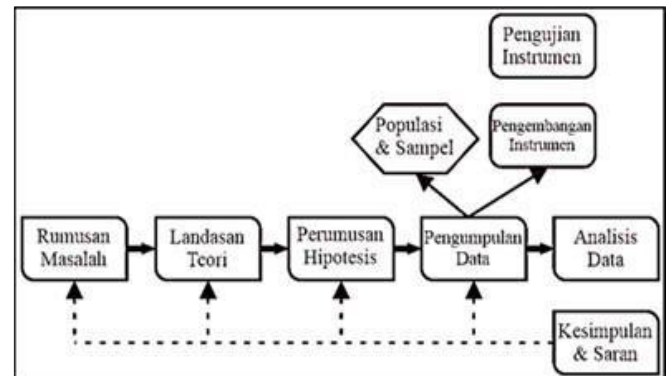 Pengujian
Instrumen
Populasi
& Sampel
Pengembangan
Instrumen
Rumusan
Masalah
Landasan
Teori
Perumusan
Hipotesis
Pengumpulan
Data
Analisis
Data
Kesimpulan
& Saran